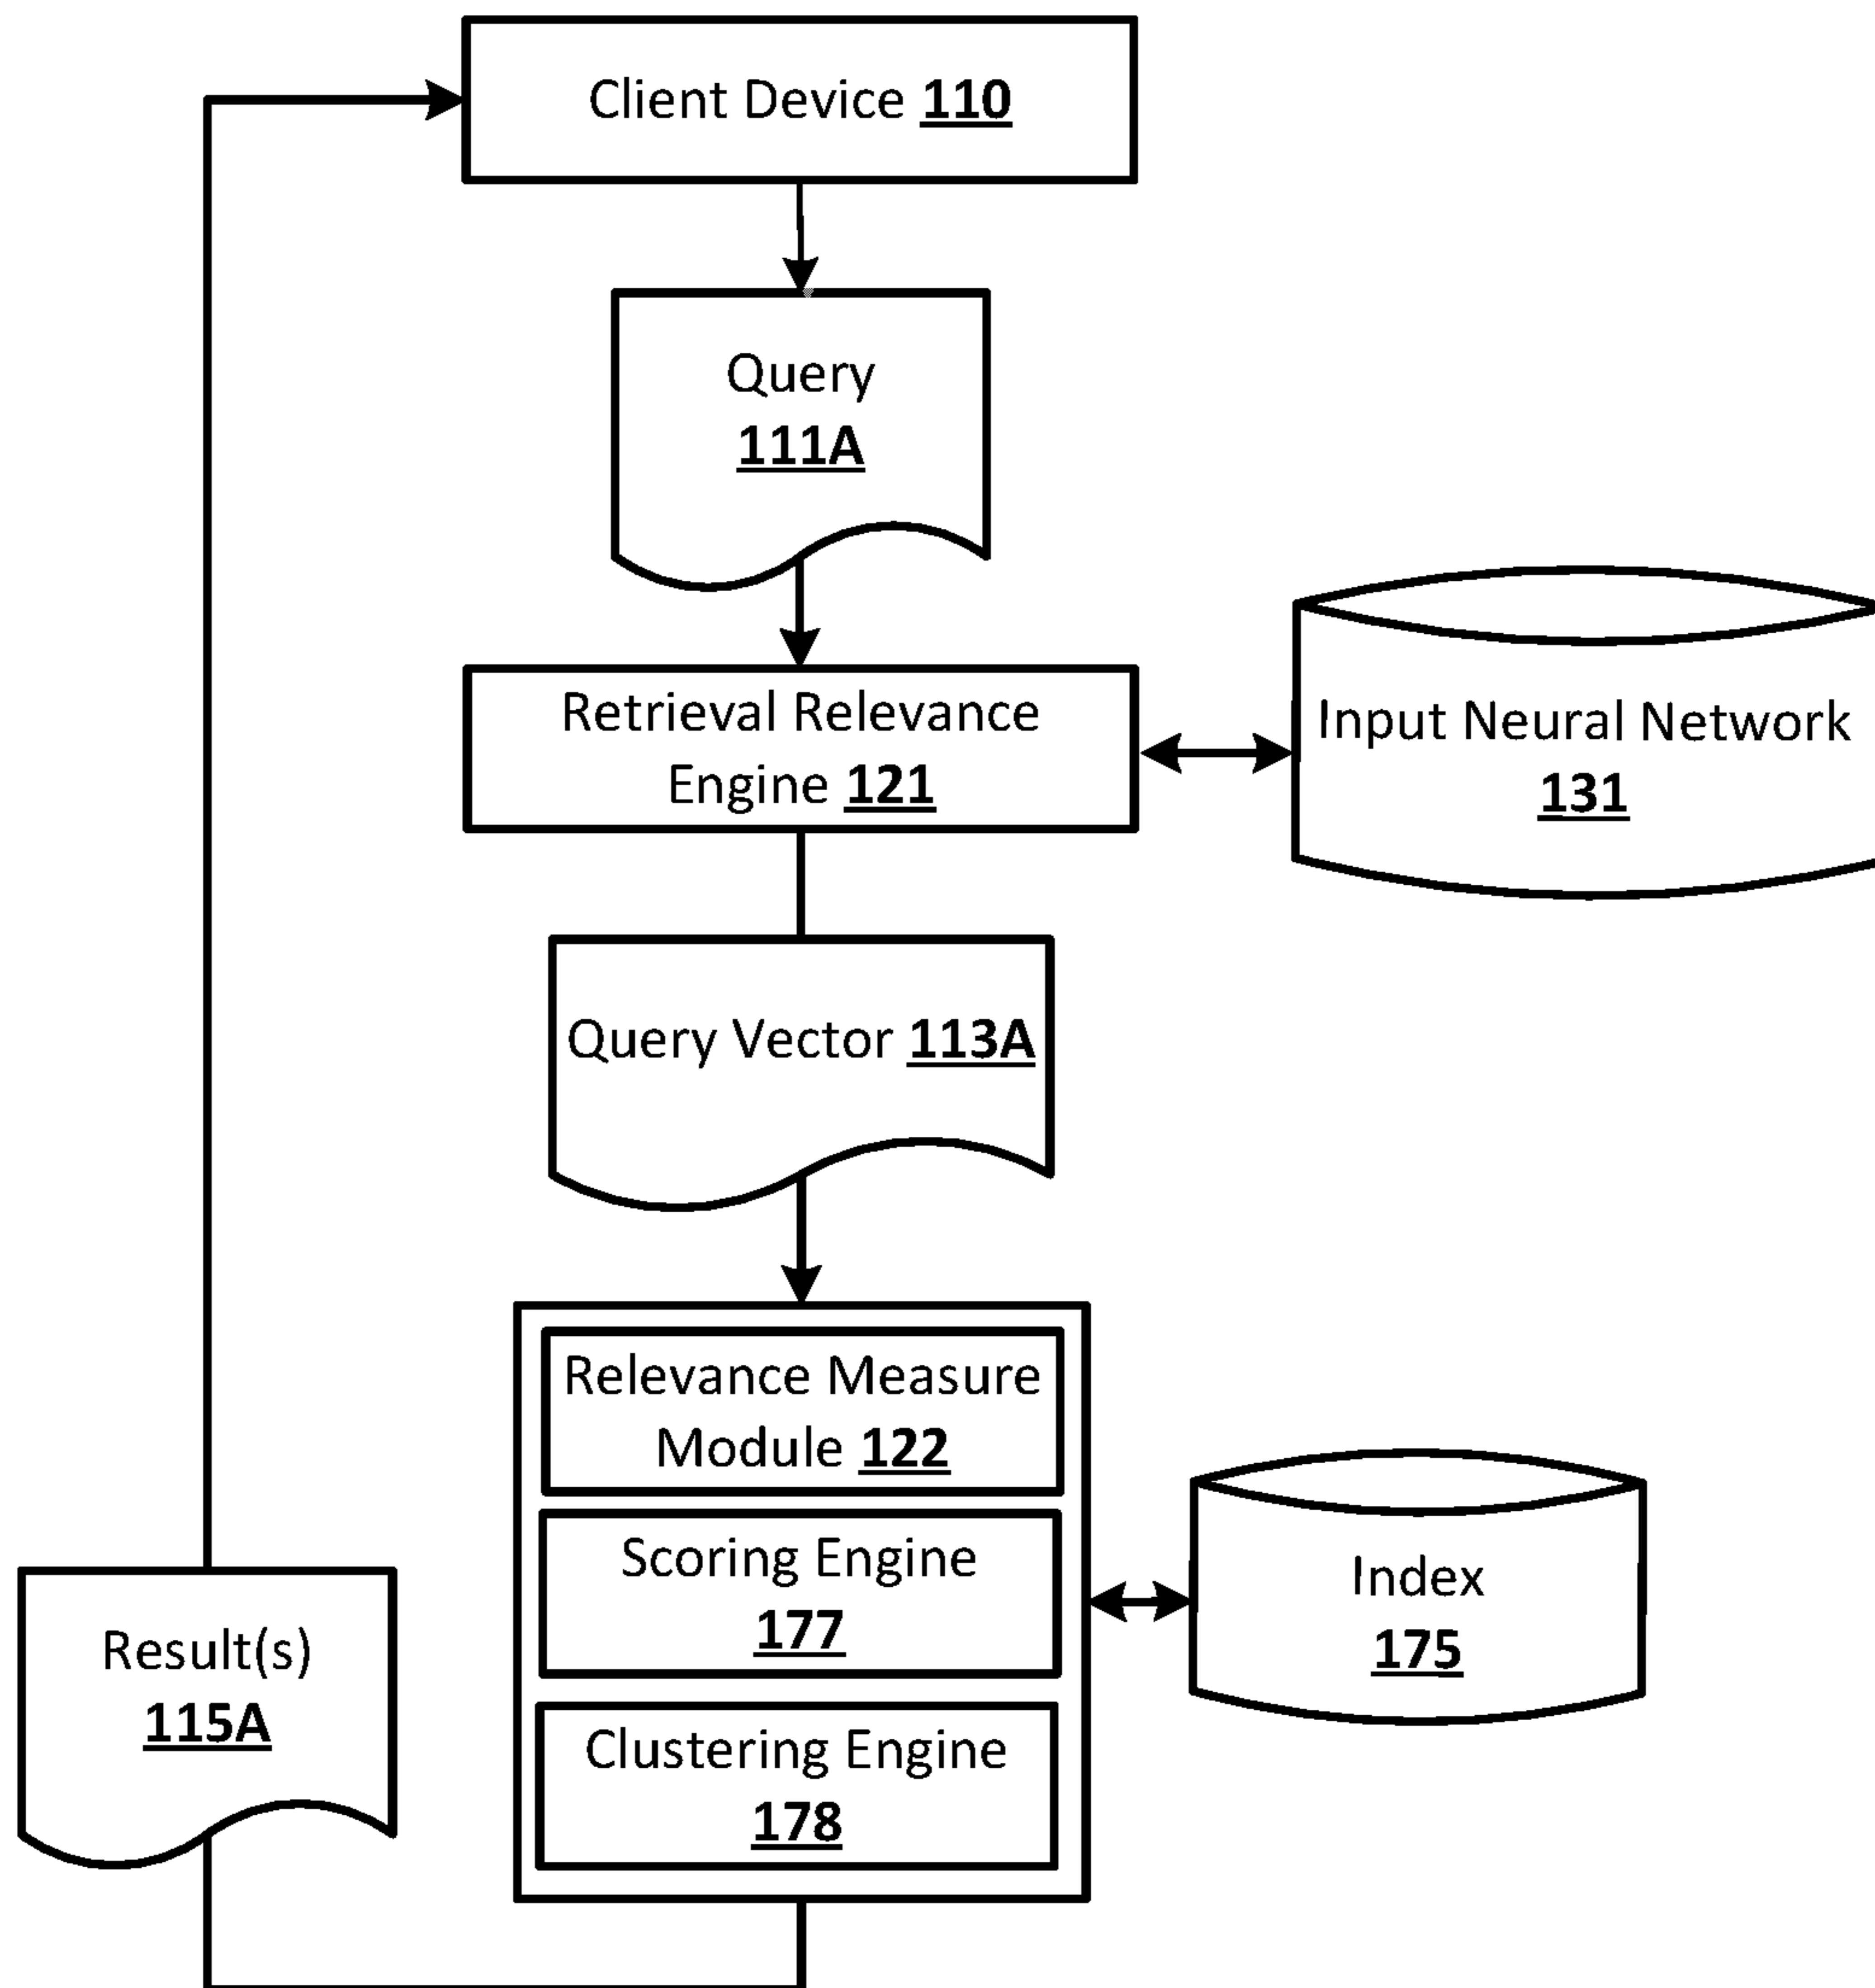 Client Device 110
Query
111A
Retrieval Relevance
Engine 121
Input Neural Network
131
Query Vector 113A
Relevance Measure
Module 122
Scoring Engine
177
Clustering Engine
178
Index
175
Result(s)
115A